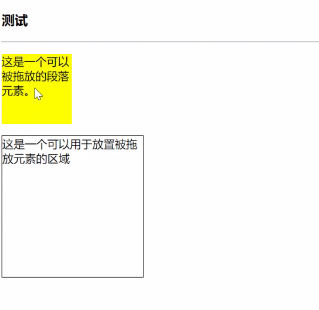 测试
这是一个可以
被拖放的段落
元素。
这是一个可以用于放置被拖
放元素的区域